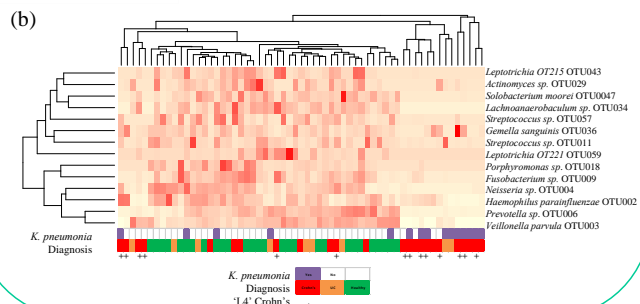 (b)
Leptotrichia OT215 OTU043
Actinomyces sp. OTU029
Solobacterium moorei OTU0047
Lachnoanaerobaculum sp. OTU034
Streptococcus sp. OTU057
Gemella sanguinis OTU036
Streptococcus sp. OTU011
Leptotrichia OT221 OTU059
Porphyromonas sp. OTU018
Fusobacterium sp. OTU009
Neisseria sp. OTU004
Haemophilus parainfluenzae OTU002
Prevotella sp. OTU006
Veillonella parvula OTU003
K. pneumonia
Diagnosis
++ ++ + + ++ ++ + ++ +
K. pneumonia
Diagnosis UC Healthy
'L4' Crohn's